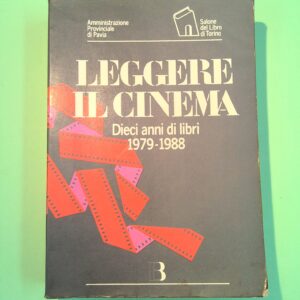 Amministrazione
Provinciale
di Pavia
Salone
del Libro
di Torino
LEGGERE
IL CINEMA
Dieci anni di libri
1979-1988
B